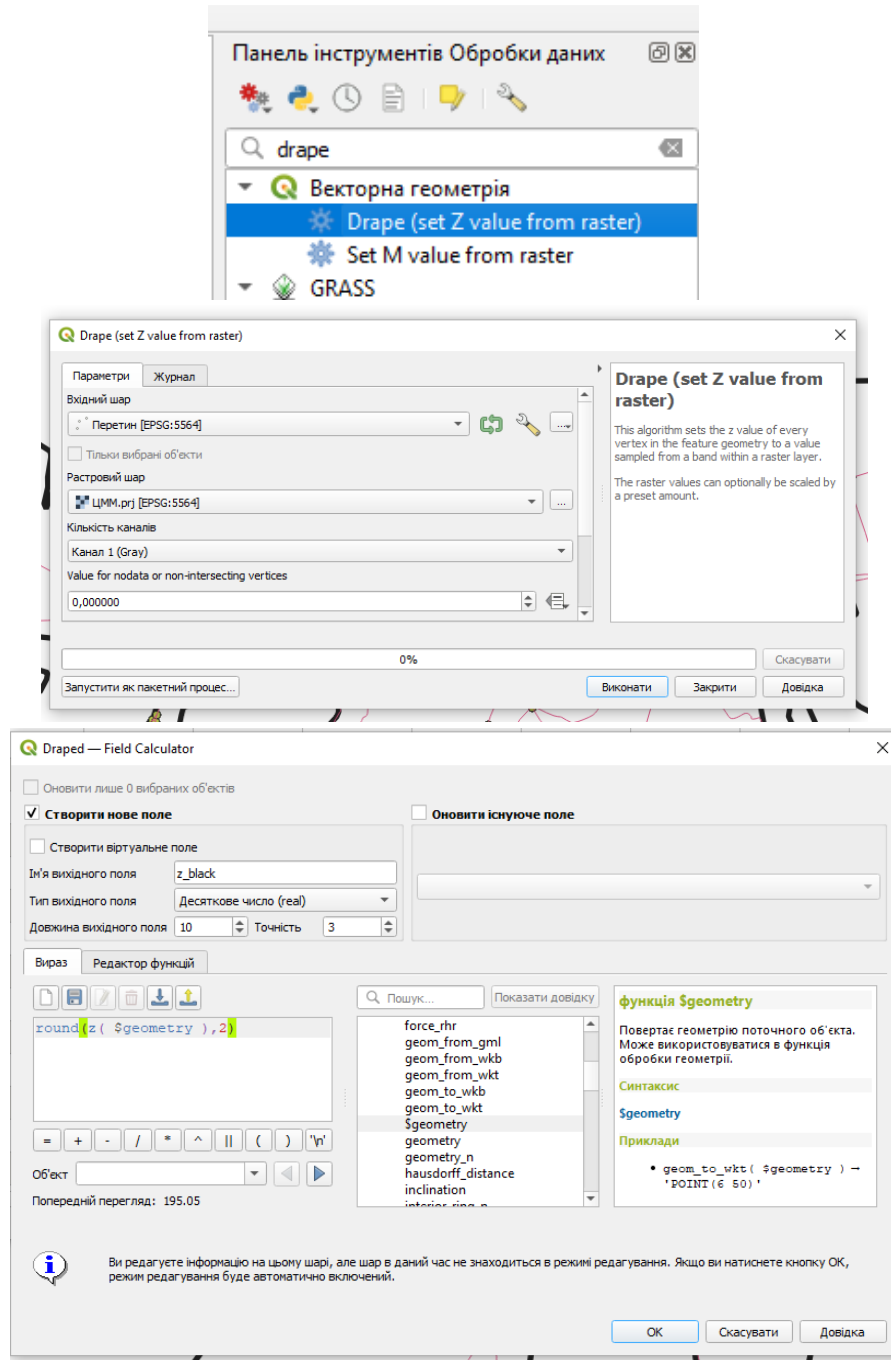 Панель інструментів Обробки даних
drape
Векторна геометрія
Drape (set Z value from raster)
Set M value from raster
GRASS
Drape (set Z value from raster)
Параметри Журнал
Вхідний шар
Перетин [EPSG:5564]
Тільки вибрані об'єкти
Растровий шар
ЦММ.prj [EPSG:5564]
Кількість каналів
Канал 1 (Gray)
Value for nodata or non-intersecting vertices
0,000000
Drape (set Z value from
raster)
This algorithm sets the z value of every
vertex in the feature geometry to a value
sampled from a band within a raster layer.
The raster values can optionally be scaled by
a preset amount.
0%
Скасувати
Запустити як пакетний процес...
Виконати Закрити Довідка
Draped — Field Calculator
Оновити лише 0 вибраних об'єктів
Створити нове поле
Оновити існуюче поле
Створити віртуальне поле
Ім'я вихідного поля z_black
Тип вихідного поля Десяткове число (real)
Довжина вихідного поля 10 Точність 3
Вираз Редактор функцій
round(z( $geometry ),2)
= + - / * ^ || ( ) '\n'
Об'єкт
Попередній перегляд: 195.05
Пошук... Показати довідку
force_rhr
geom_from_gml
geom_from_wkb
geom_from_wkt
geom_to_wkb
geom_to_wkt
$geometry
geometry
geometry_n
hausdorff_distance
inclination
interior_ring_n
функція $geometry
Повертає геометрію поточного об'єкта.
Може використовуватися в функція
обробки геометрії.
Синтаксис
$geometry
Приклади
• geom_to_wkt( $geometry ) →
'POINT(6 50)'
Ви редагуєте інформацію на цьому шарі, але шар в даний час не знаходиться в режимі редагування. Якщо ви натиснете кнопку ОК,
режим редагування буде автоматично включений.
ОК Скасувати Довідка